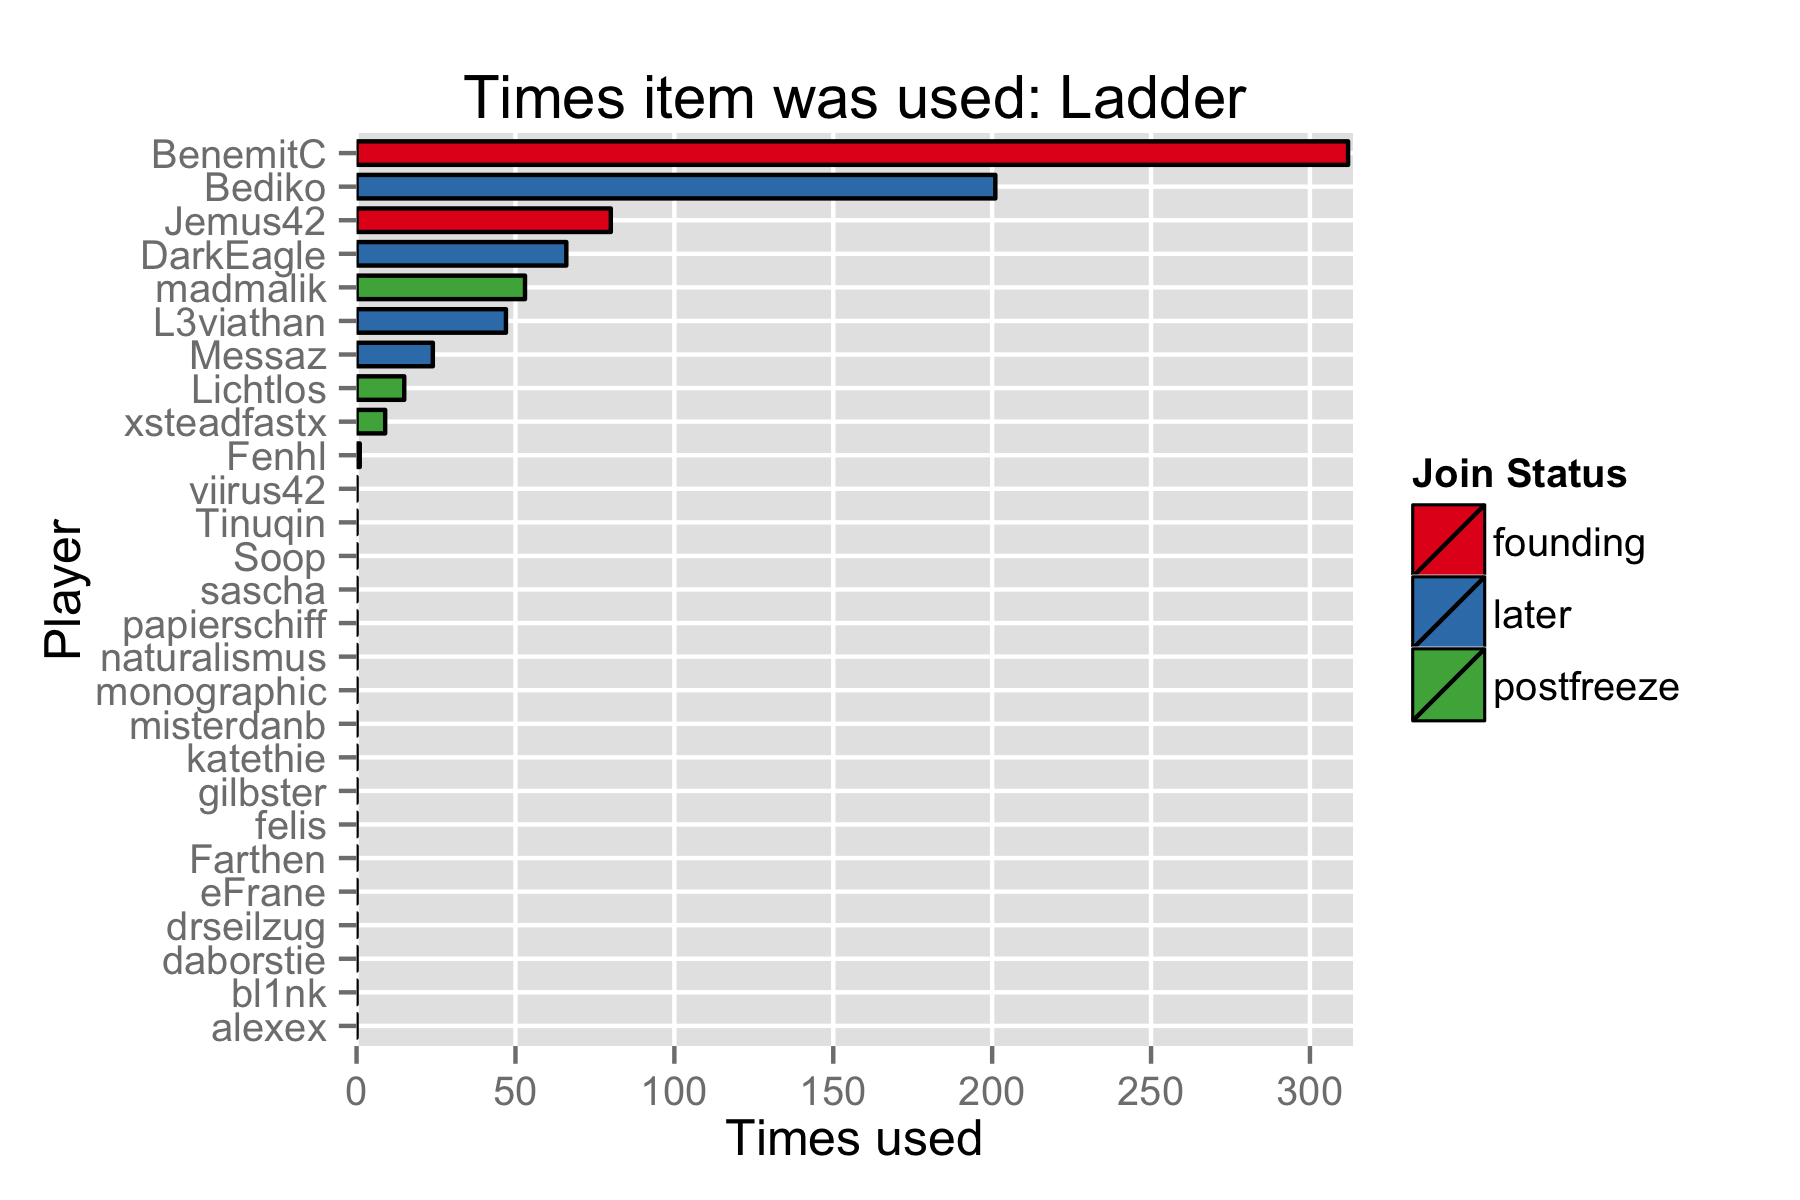 Times item was used: Ladder
BenemitC
Bediko
Jemus42
DarkEagle
madmalik
L3viathan
Messaz
Lichtlos
xsteadfastx
Fenhl
viirus42
Tinuqin
Soop
sascha
papierschiff
naturalismus
monographic
misterdanb
katethie
gilbster
felis
Farthen
eFrane
drseilzug
daborstie
bl1nk
alexex
Player
0 50 100 150 200 250 300
Times used
Join Status
founding
later
postfreeze